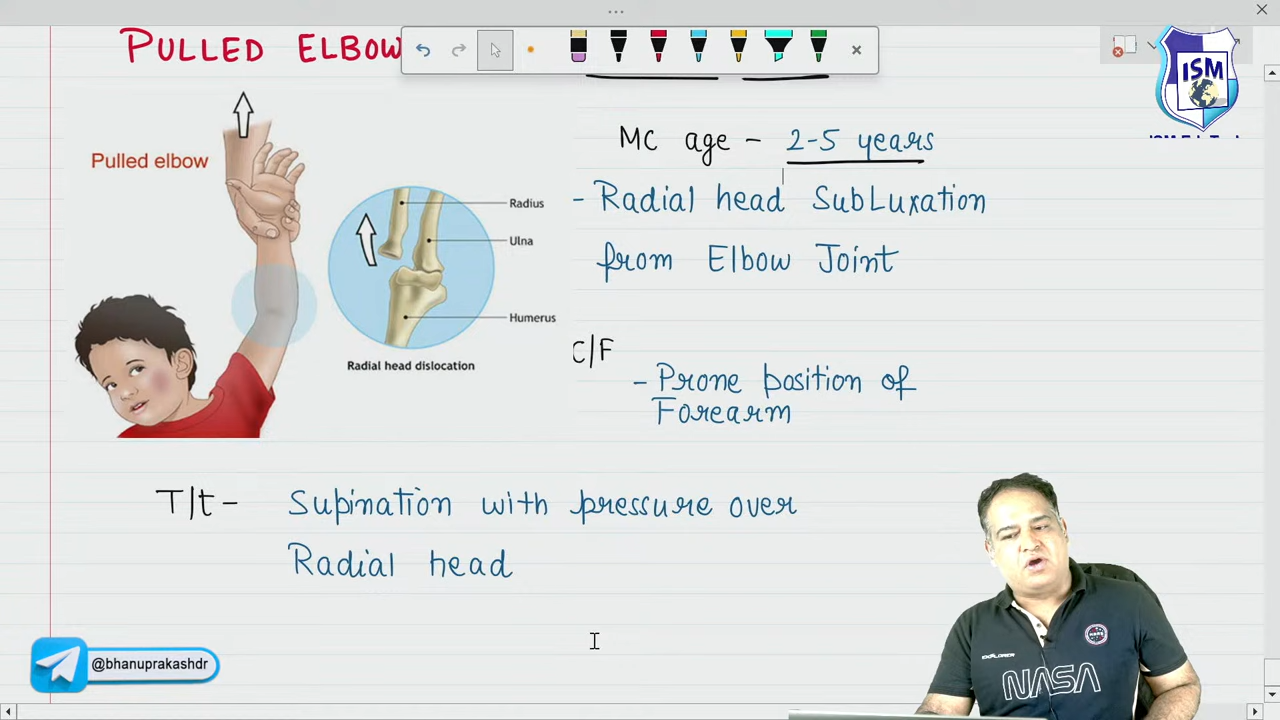 PULLED ELBOW
ISM
MC age - 2-5 years
Pulled elbow
- Radial head SubLuxation
from Elbow Joint
Radius
Ulna
Humerus
Radial head dislocation
C/F
- Prone position of
Forearm
T/t- Supination with pressure over
Radial head
@bhanuprakashdr
EXPLORER
NASA